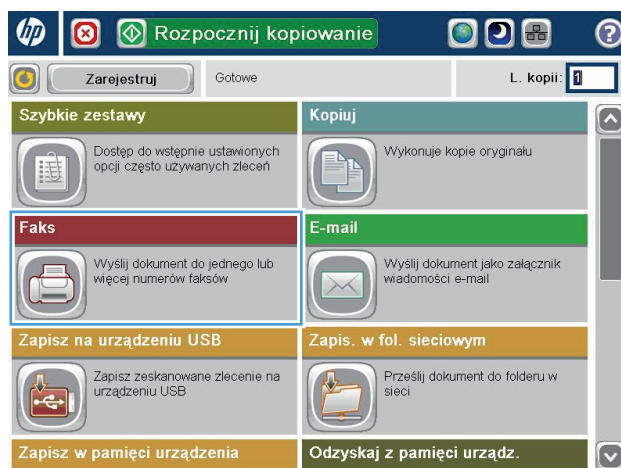 hp
Rozpocznij kopiowanie
?
Zarejestruj
Gotowe
L. kopii: 1
Szybkie zestawy
Kopiuj
Dostęp do wstępnie ustawionych
opcji często używanych zleceń
Wykonuje kopie oryginału
Faks
E-mail
Wyślij dokument do jednego lub
więcej numerów faksów
Wyślij dokument jako załącznik
wiadomości e-mail
Zapisz na urządzeniu USB
Zapis. w fol. sieciowym
Zapisz zeskanowane zlecenie na
urządzeniu USB
Prześlij dokument do folderu w
sieci
Zapisz w pamięci urządzenia
Odzyskaj z pamięci urządz.